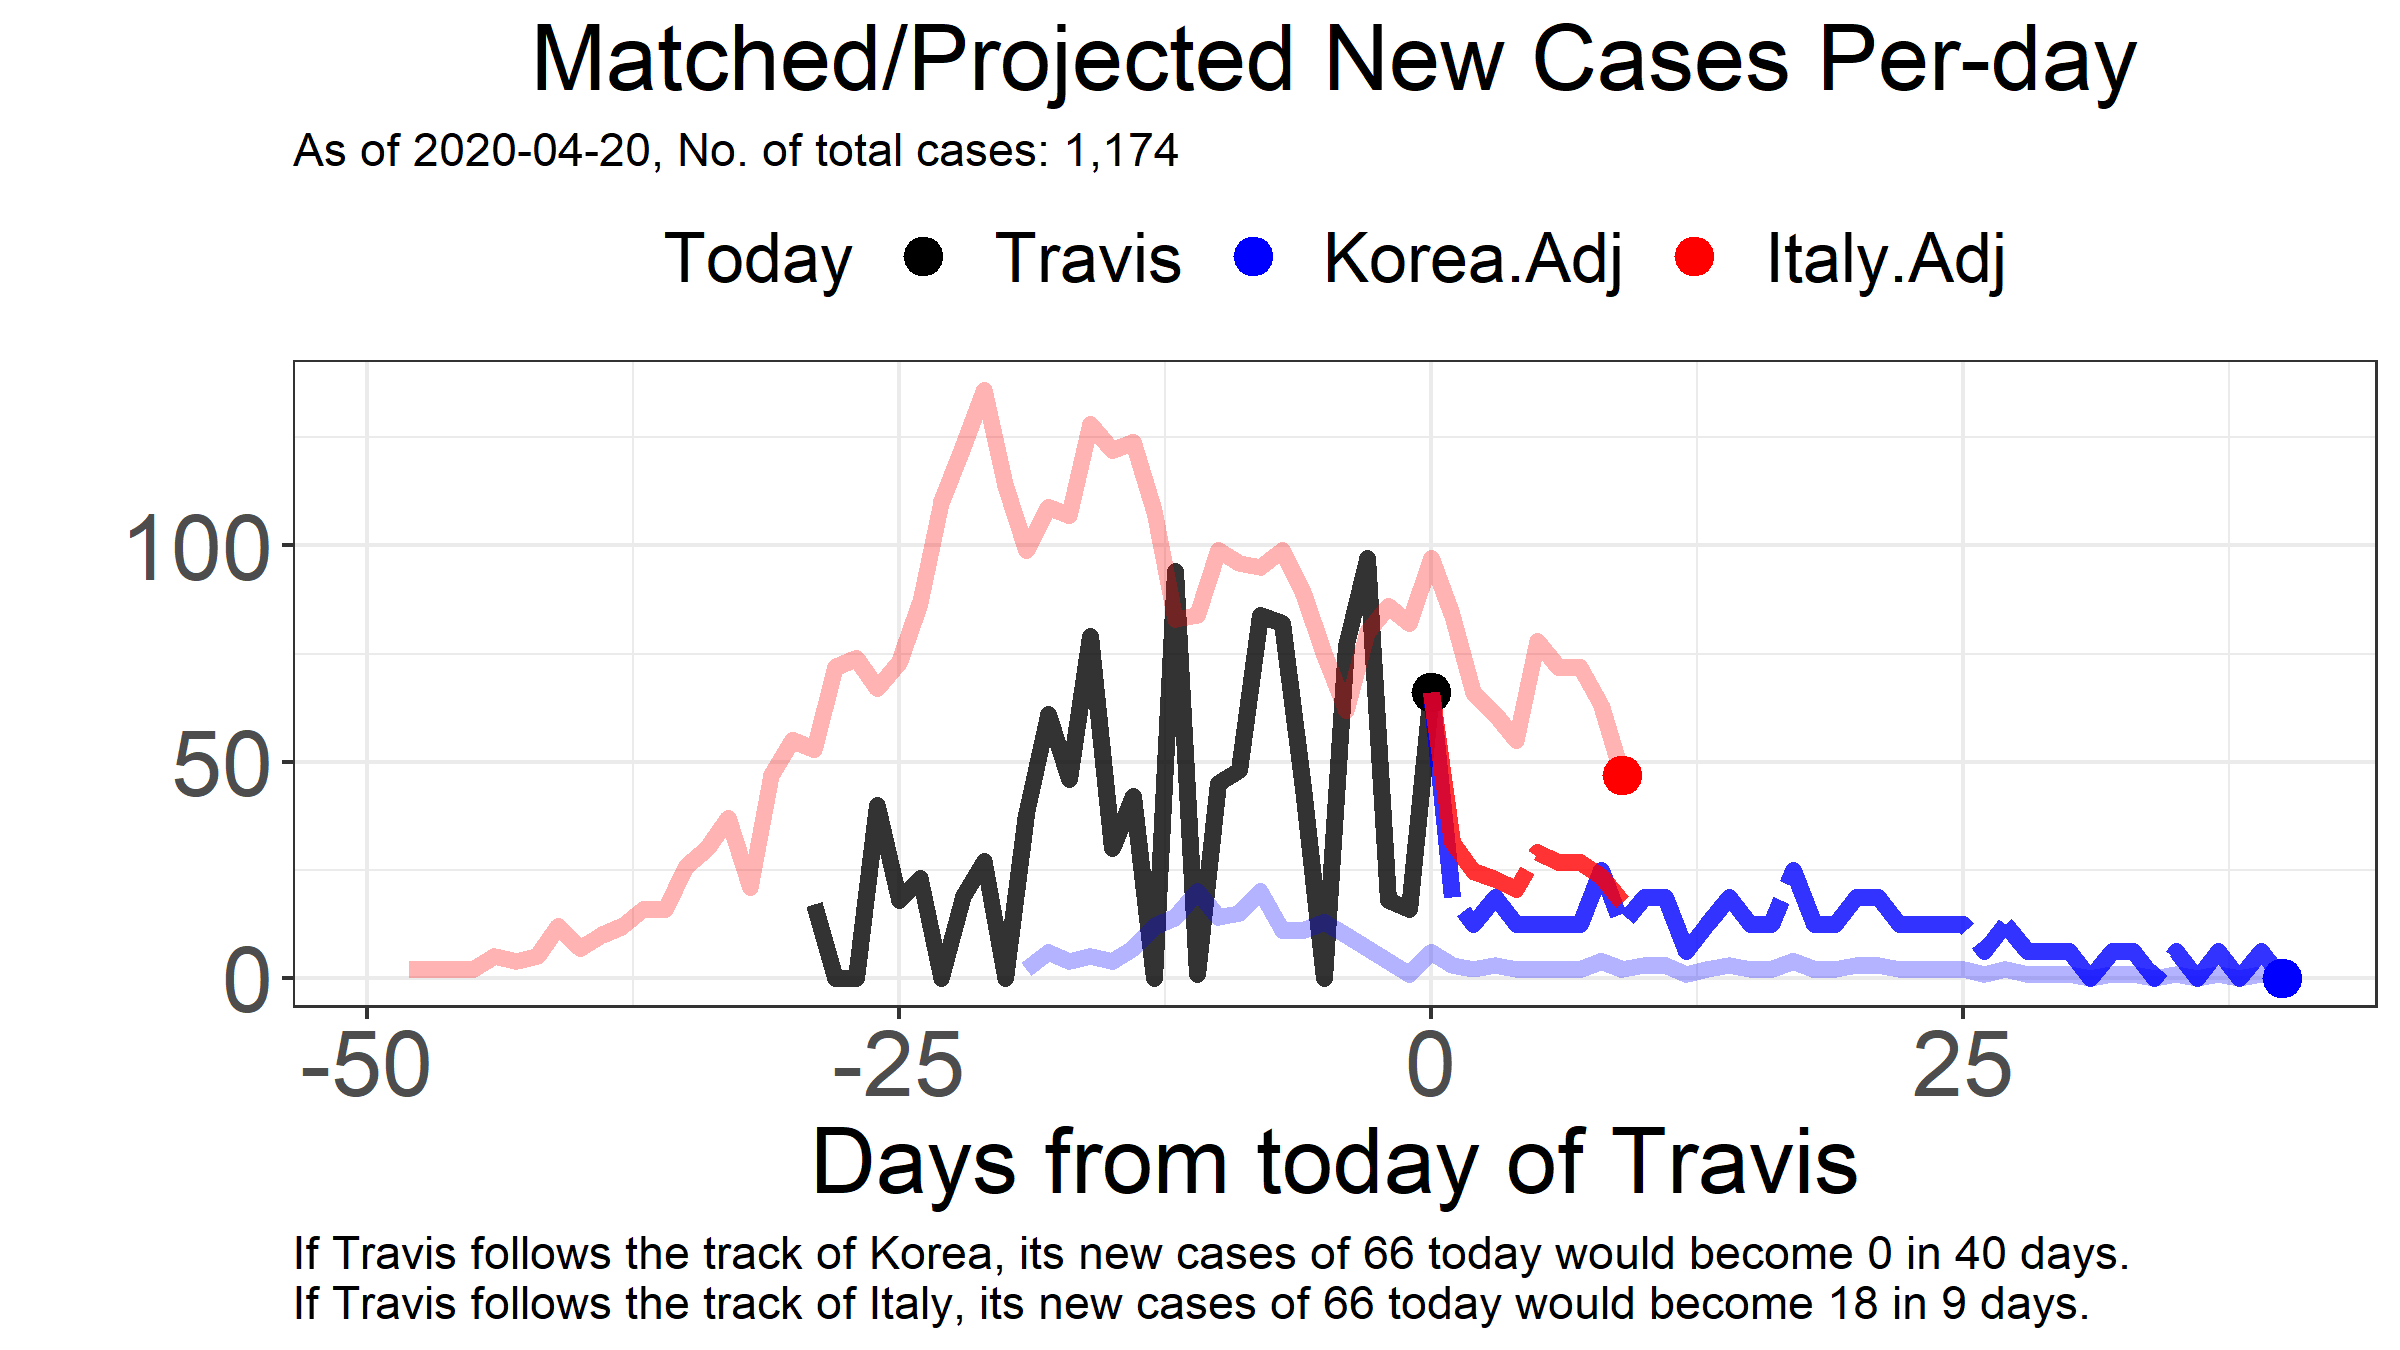 Matched/Projected New Cases Per-day
As of 2020-04-20, No. of total cases: 1,174
Today Travis Korea.Adj Italy.Adj
100
50
0
-50 -25 0 25
Days from today of Travis
If Travis follows the track of Korea, its new cases of 66 today would become 0 in 40 days.
If Travis follows the track of Italy, its new cases of 66 today would become 18 in 9 days.